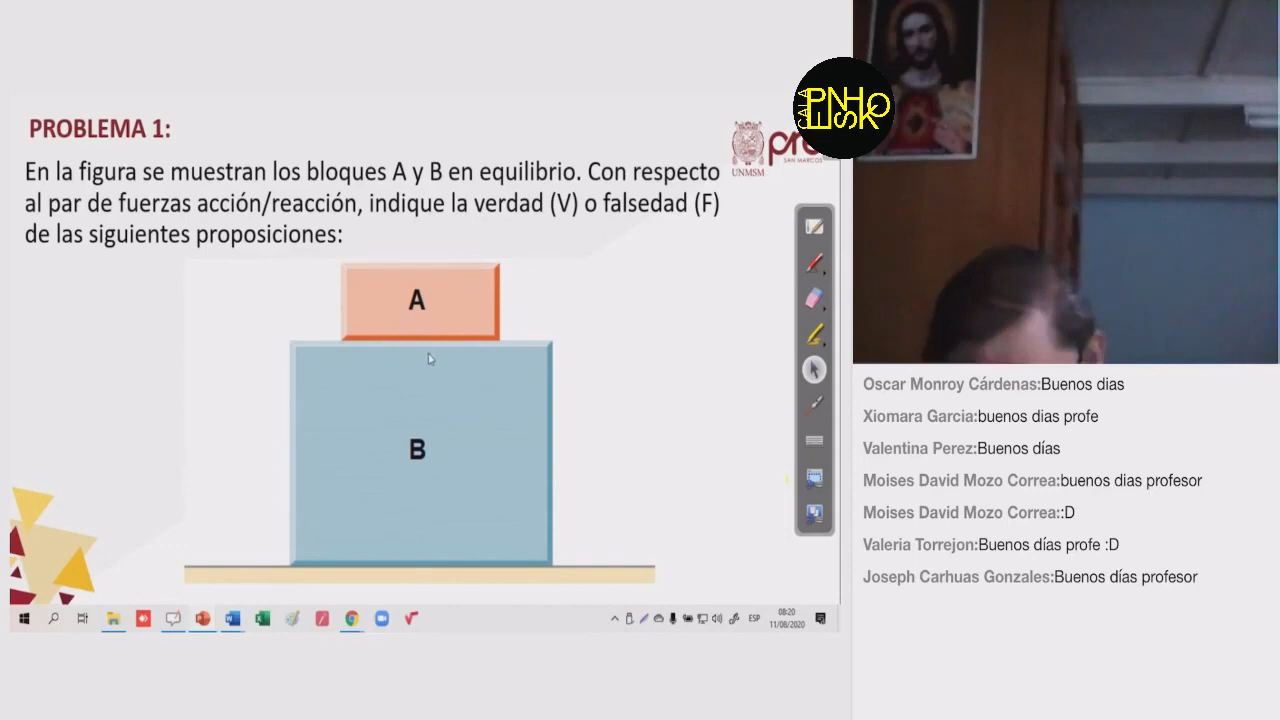 PROBLEMA 1:
En la figura se muestran los bloques A y B en equilibrio. Con respecto
al par de fuerzas acción/reacción, indique la verdad (V) o falsedad (F)
de las siguientes proposiciones:
UNMSM
pre
SAN MARCOS
CALA
PENHOESK
A
B
ESP
08:20
11/08/2020
Oscar Monroy Cárdenas:Buenos dias
Xiomara Garcia:buenos dias profe
Valentina Perez:Buenos días
Moises David Mozo Correa:buenos dias profesor
Moises David Mozo Correa::D
Valeria Torrejon:Buenos días profe :D
Joseph Carhuas Gonzales:Buenos días profesor